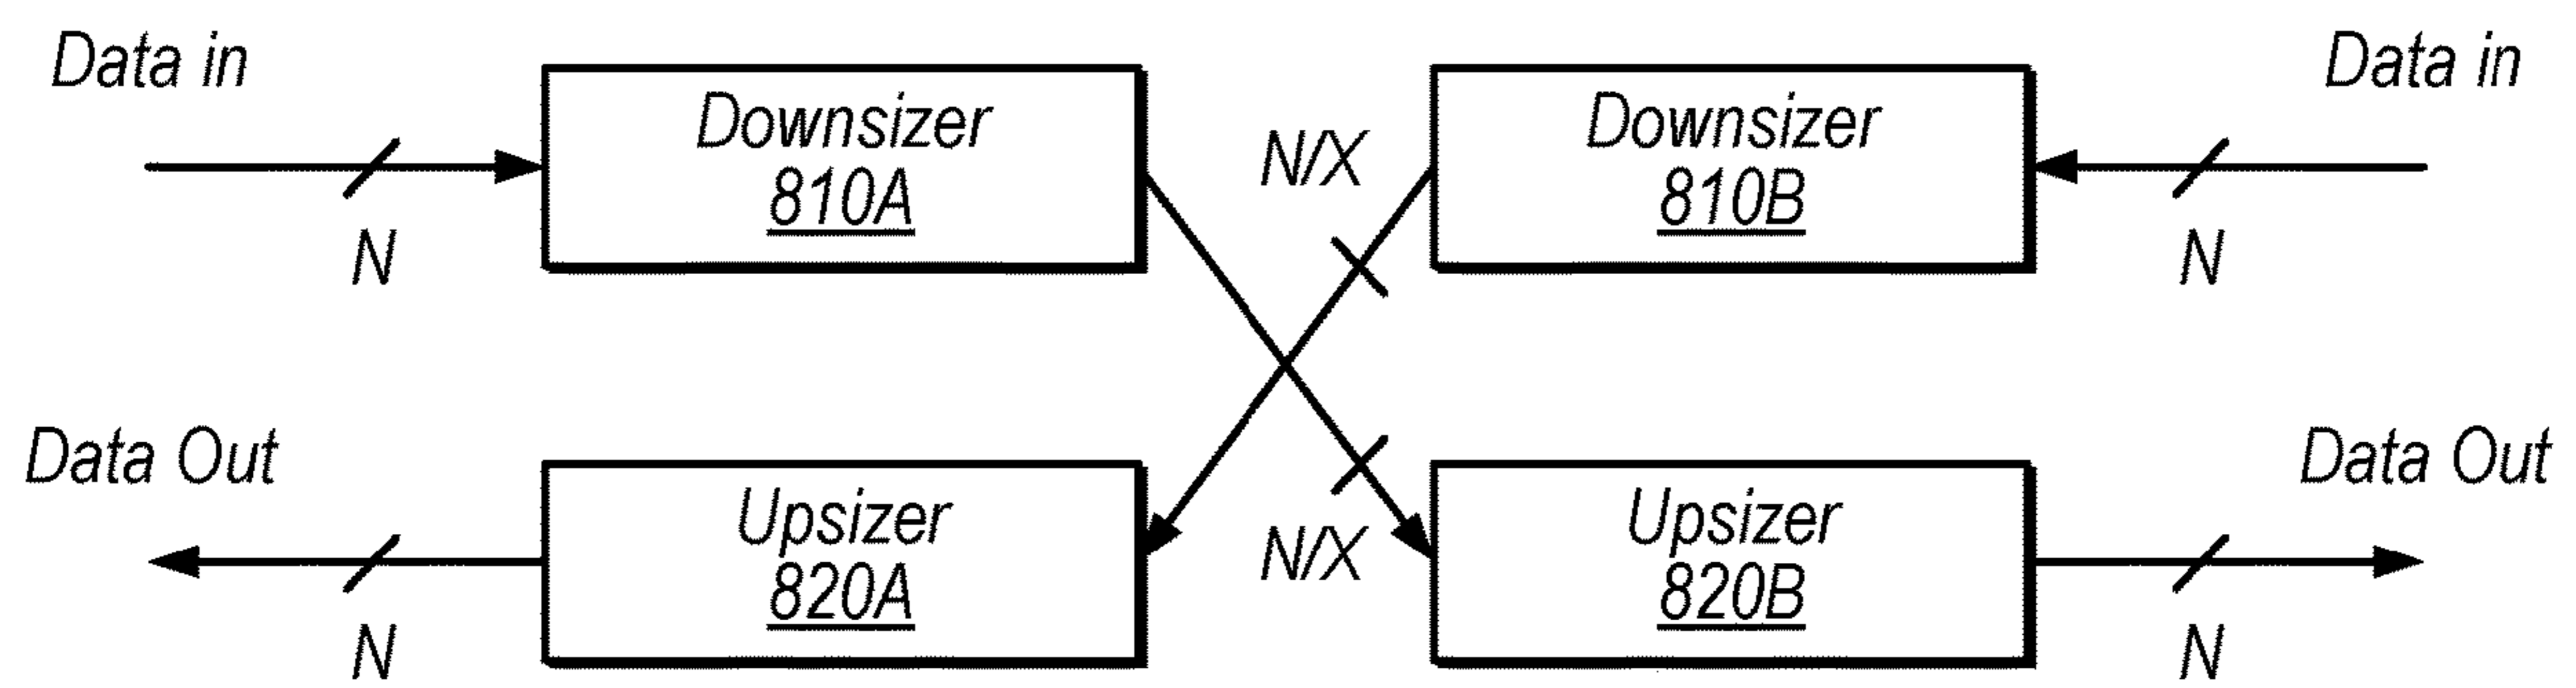 Data in
Data in
Downsizer
810A
N/X
Downsizer
810B
N
N
Data Out
Data Out
Upsizer
820A
N/X
Upsizer
820B
N
N